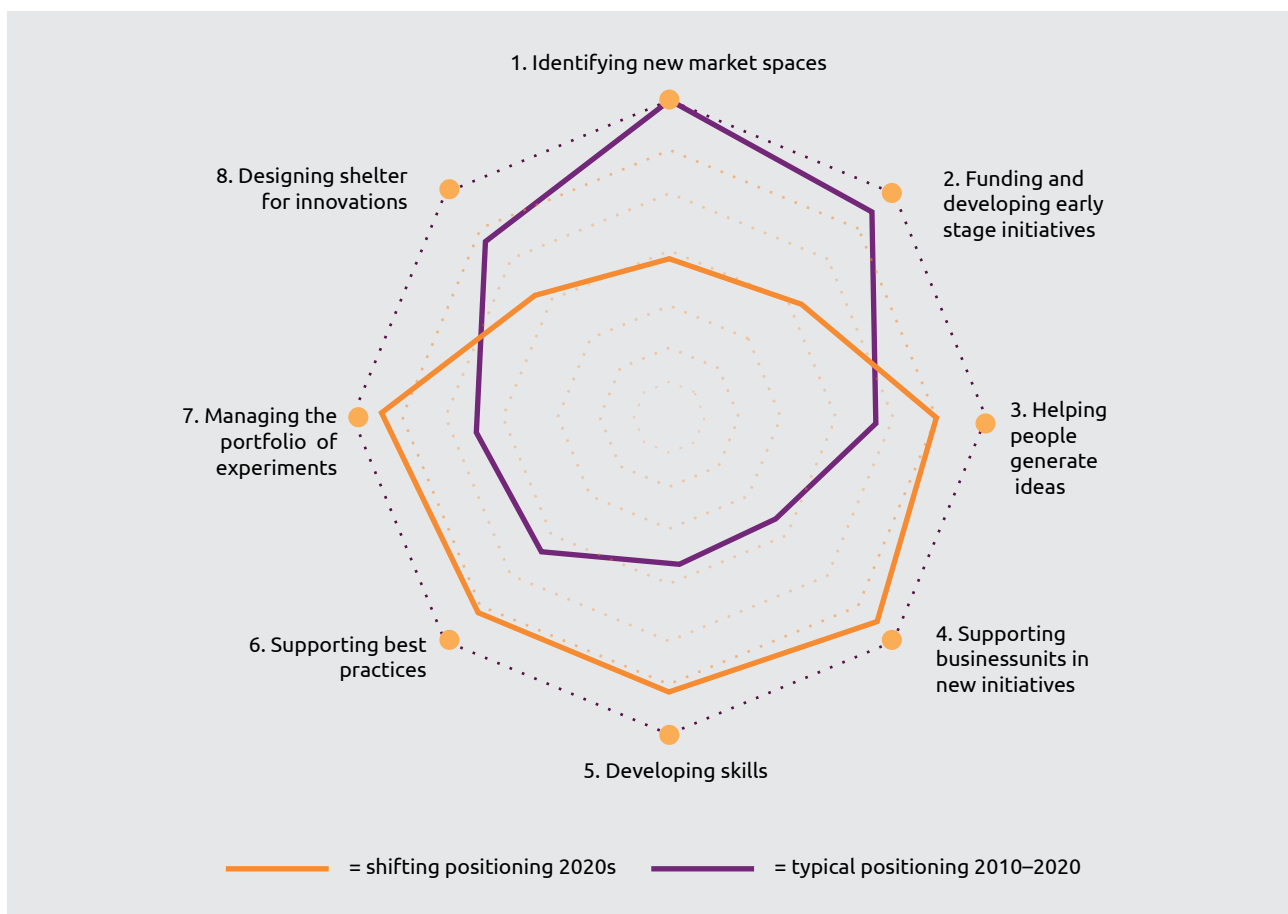 1. Identifying new market spaces
2. Funding and
developing early
stage initiatives
3. Helping
people
generate
ideas
4. Supporting
businessunits in
new initiatives
5. Developing skills
6. Supporting best
practices
7. Managing the
portfolio of
experiments
8. Designing shelter
for innovations
= shifting positioning 2020s
= typical positioning 2010–2020